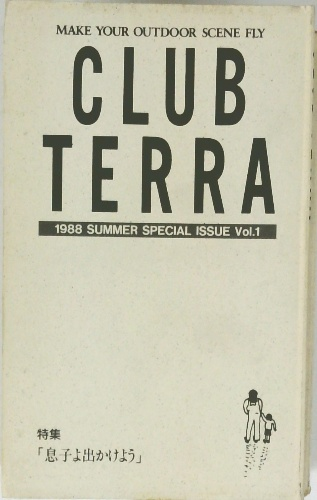 MAKE YOUR OUTDOOR SCENE FLY
CLUB
TERRA
1988 SUMMER SPECIAL ISSUE Vol.1
特集
「息子よ出かけよう」